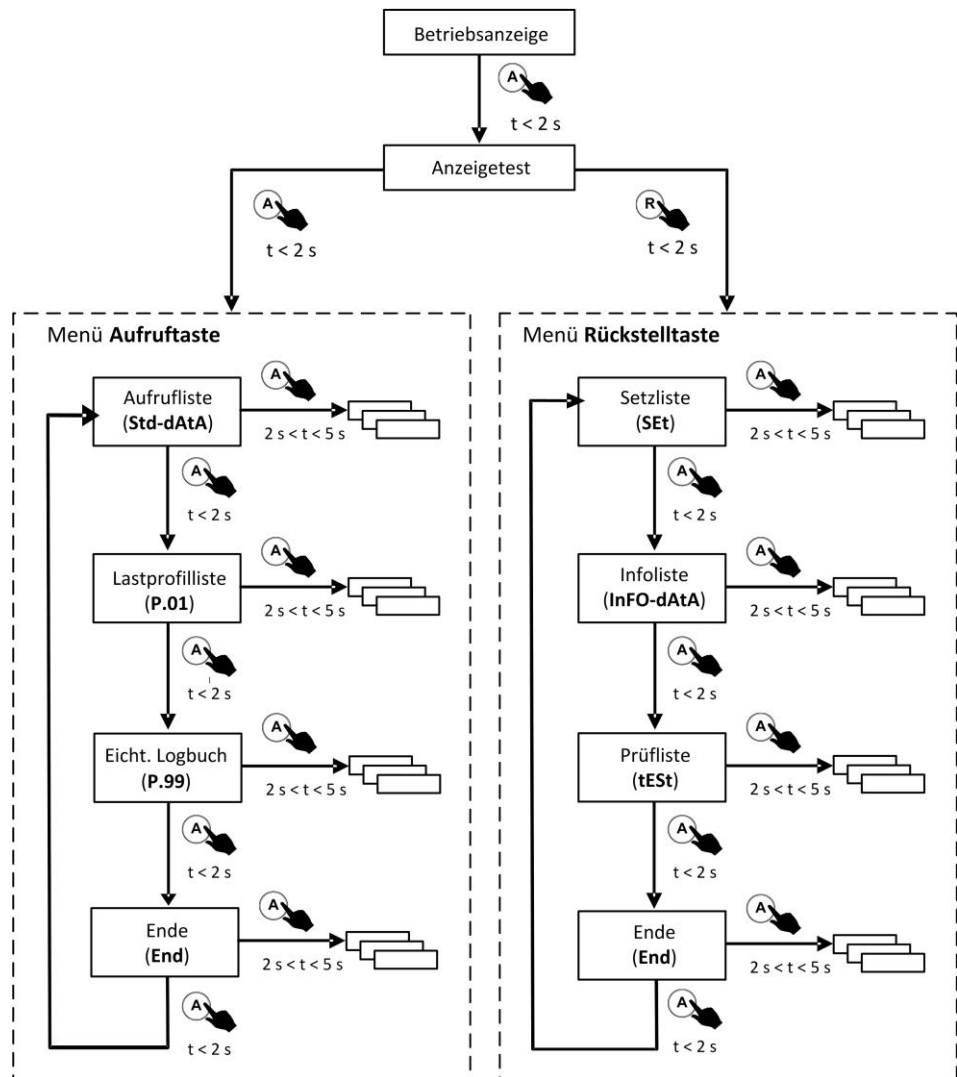 Betriebsanzeige
A
t < 2 s
Anzeigetest
A
t < 2 s
R
t < 2 s
Menü Aufruftaste
Aufrufliste
(Std-dAtA)
A
2 s < t < 5 s
A
t < 2 s
Lastprofilliste
(P.01)
A
2 s < t < 5 s
A
t < 2 s
Eicht. Logbuch
(P.99)
A
2 s < t < 5 s
A
t < 2 s
Ende
(End)
A
2 s < t < 5 s
A
t < 2 s
Menü Rückstelltaste
Setzliste
(SEt)
A
2 s < t < 5 s
A
t < 2 s
Infoliste
(InFO-dAtA)
A
2 s < t < 5 s
A
t < 2 s
Prüfliste
(tESt)
A
2 s < t < 5 s
A
t < 2 s
Ende
(End)
A
2 s < t < 5 s
A
t < 2 s